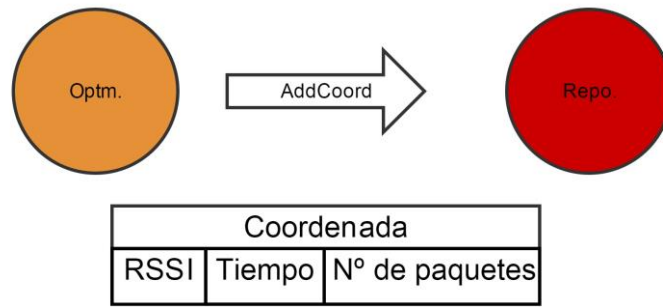 Optm.
AddCoord
Repo.
Coordenada
RSSI Tiempo Nº de paquetes